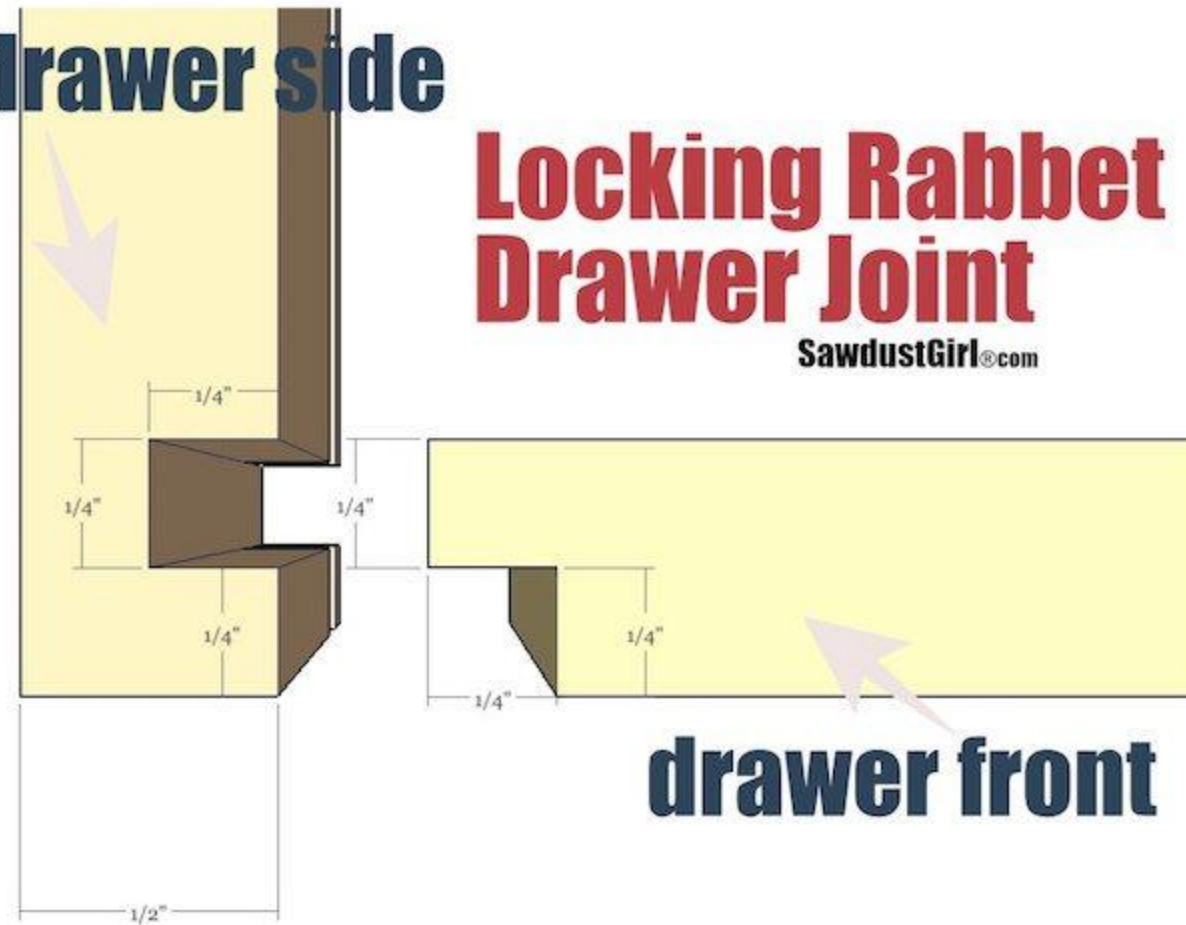 drawer side
Locking Rabbet
Drawer Joint
SawdustGirl®com
1/4"
1/4"
1/4"
1/4"
1/4"
1/4"
drawer front
1/2"